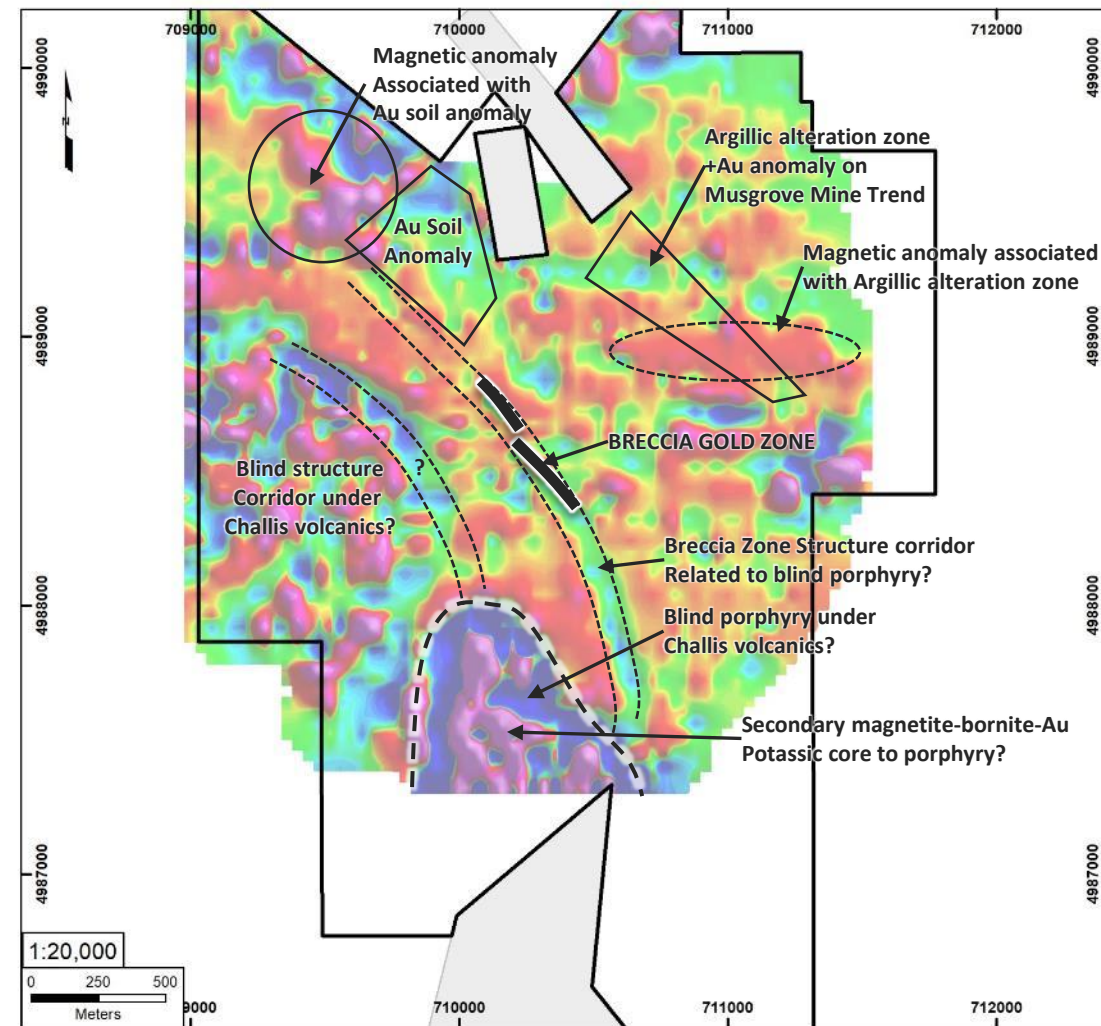 709000
710000
711000
712000
4990000
4990000
Z
Magnetic anomaly
Associated with
Au soil anomaly
Argillic alteration zone
+Au anomaly on
Musgrove Mine Trend
Au Soil
Anomaly
Magnetic anomaly associated
with Argillic alteration zone
4989000
4989000
BRECCIA GOLD ZONE
?
Blind structure
Corridor under
Challis volcanics?
Breccia Zone Structure corridor
Related to blind porphyry?
4988000
4988000
Blind porphyry under
Challis volcanics?
Secondary magnetite-bornite-Au
Potassic core to porphyry?
4987000
4987000
1:20,000
0 250 500
Meters
9000
710000
711000
712000